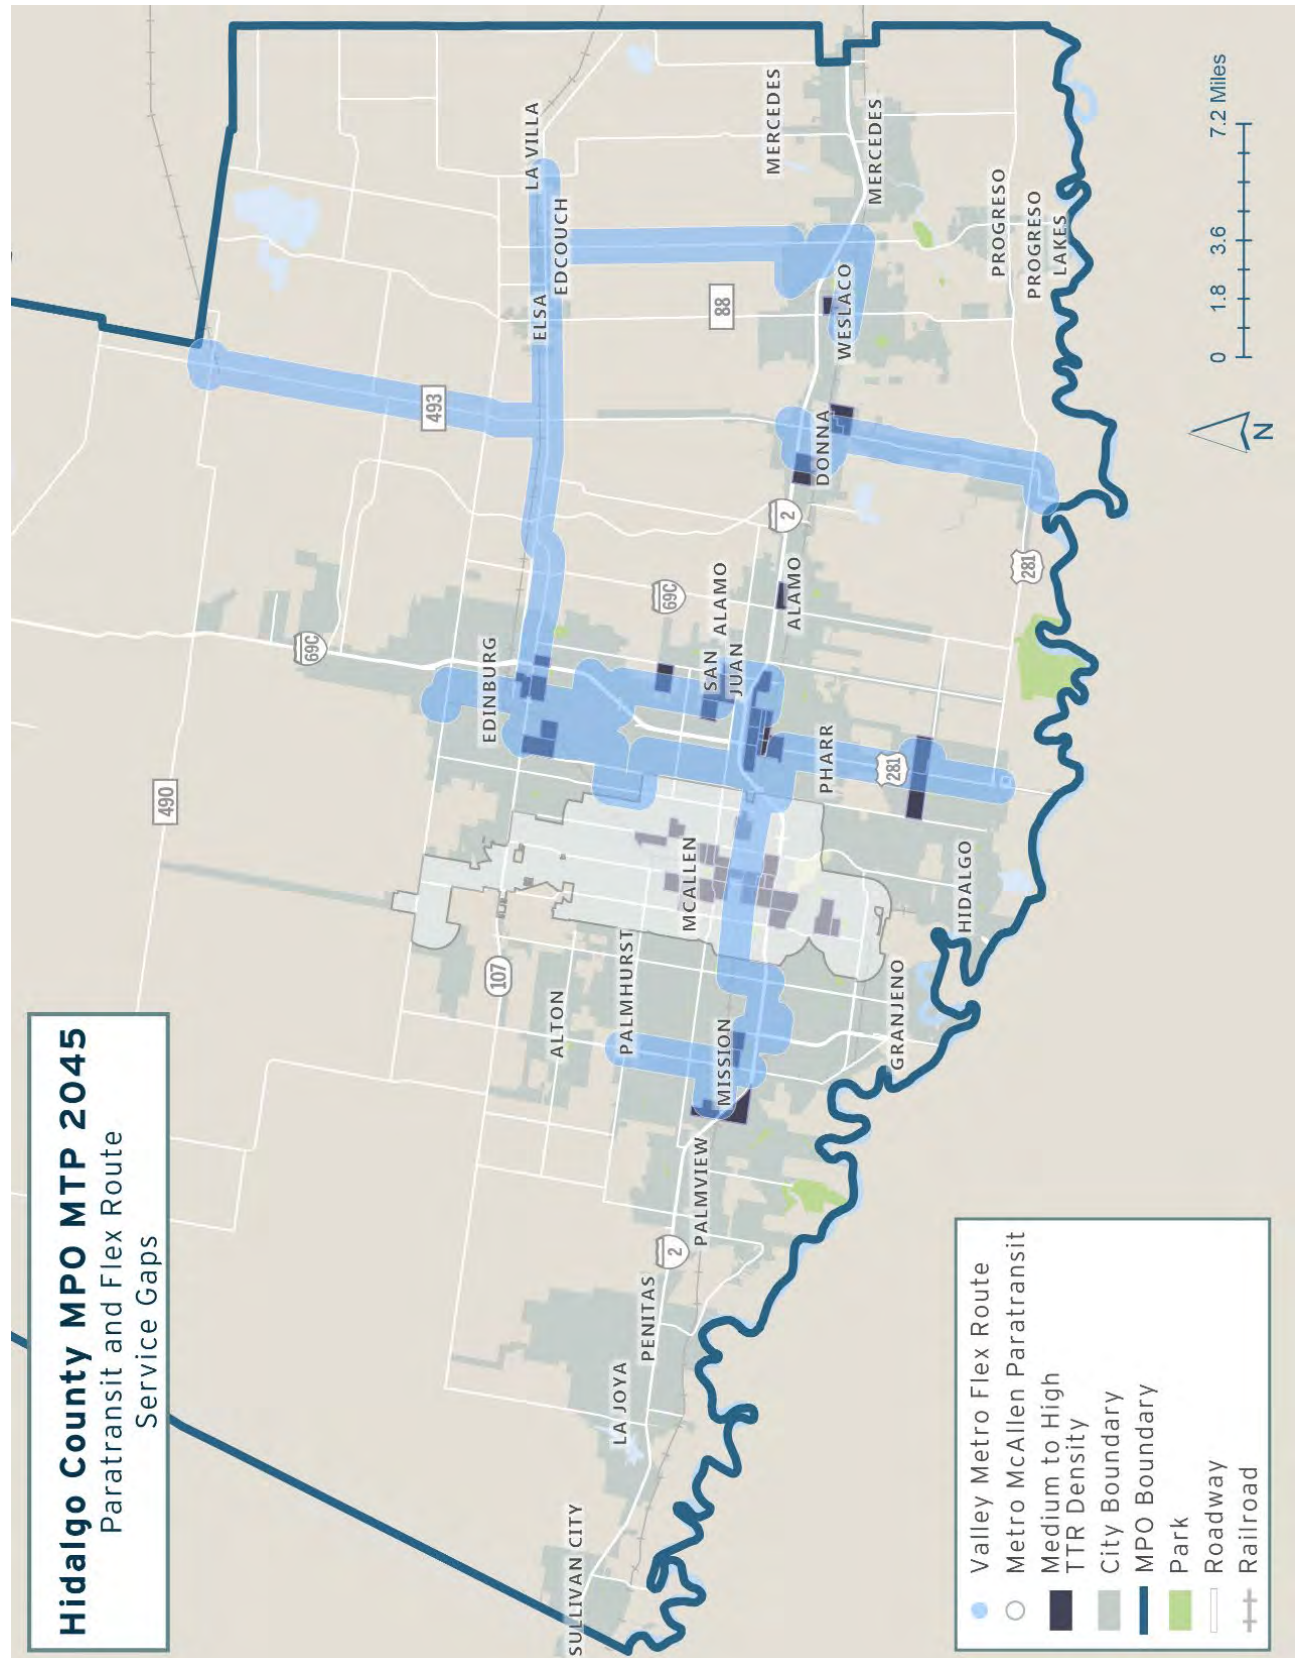 Hidalgo County MPO MTP 2045
Paratransit and Flex Route
Service Gaps
490
69C
493
EDINBURG
ELSA
EDCOUCH
LA VILLA
107
ALTON
PALMHURST
MCALLEN
69C
SAN
JUAN
ALAMO
88
MERCEDES
SULLIVAN CITY
LA JOYA
PENITAS
2
PALMVIEW
MISSION
PHARR
ALAMO
2
DONNA
WESLACO
MERCEDES
GRANJENO
HIDALGO
281
281
PROGRESO
PROGRESO
LAKES
Valley Metro Flex Route
Metro McAllen Paratransit
Medium to High
TTR Density
City Boundary
MPO Boundary
Park
Roadway
Railroad
N
0 1.8 3.6 7.2 Miles